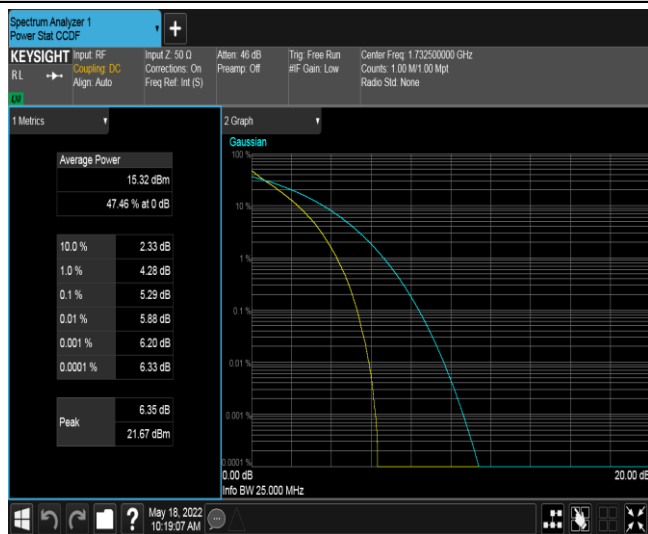 Spectrum Analyzer 1
Power Stat CCDF
+
KEYSIGHT Input: RF Input Z: 50 Ω Atten: 46 dB Trig: Free Run Center Freq: 1.732500000 GHz
RL Coupling: DC Corrections: On Preamp: Off #IF Gain: Low Counts: 1.00 M/1.00 Mpt
Align: Auto Freq Ref: Int (S) Radio Std: None
LXI
1 Metrics
Average Power
15.32 dBm
47.46 % at 0 dB
10.0 % 2.33 dB
1.0 % 4.28 dB
0.1 % 5.29 dB
0.01 % 5.88 dB
0.001 % 6.20 dB
0.0001 % 6.33 dB
Peak 6.35 dB
21.67 dBm
2 Graph
Gaussian
100 %
10 %
1 %
0.1 %
0.01 %
0.001 %
0.0001 %
0.00 dB 20.00 dB
Info BW 25.000 MHz
? May 18, 2022
10:19:07 AM